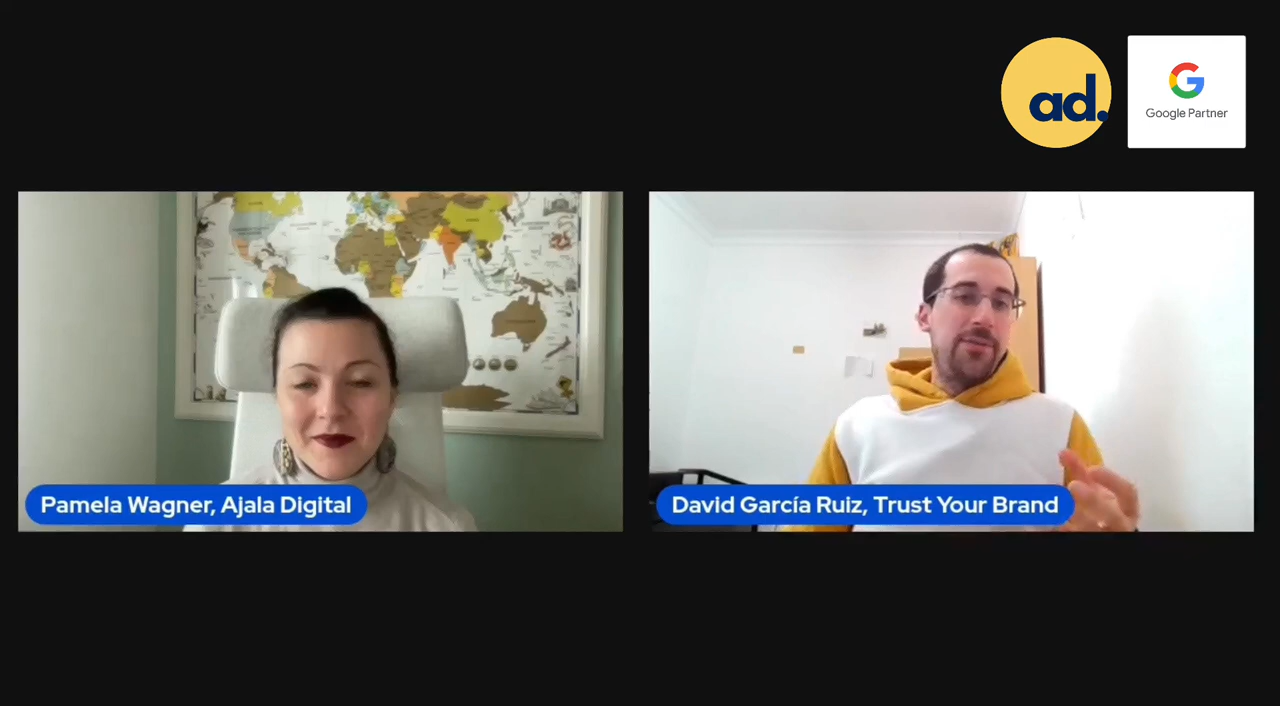 ad.
Google Partner
Pamela Wagner, Ajala Digital
David García Ruiz, Trust Your Brand